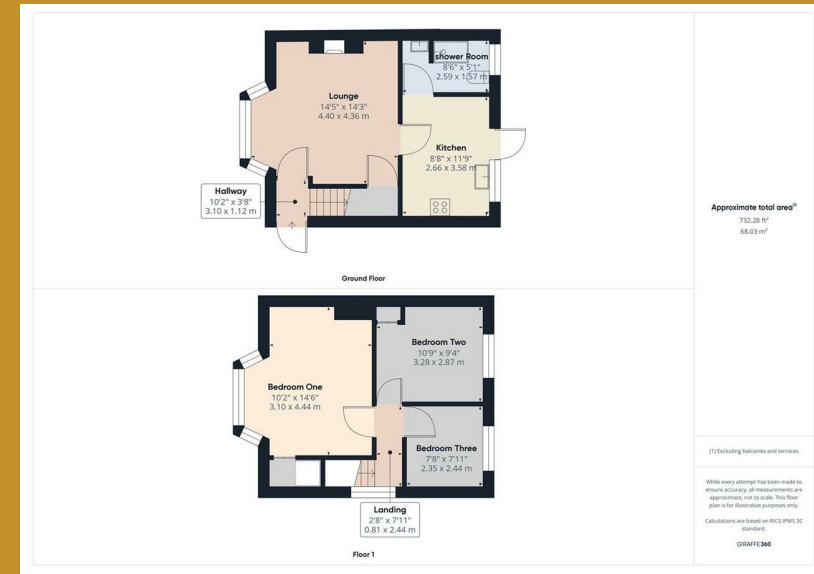 shower Room
8'6" x 5'1"
2.59 x 1.57 m
Lounge
14'5" x 14'3"
4.40 x 4.36 m
Kitchen
8'8" x 11'9"
2.66 x 3.58 m
Hallway
10'2" x 3'8"
3.10 x 1.12 m
Ground Floor
Approximate total area(1)
732.28 ft²
68.03 m²
Bedroom Two
10'9" x 9'4"
3.28 x 2.87 m
Bedroom One
10'2" x 14'6"
3.10 x 4.44 m
Bedroom Three
7'8" x 7'11"
2.35 x 2.44 m
Landing
2'8" x 7'11"
0.81 x 2.44 m
Floor 1
(1) Excluding balconies and terraces
While every attempt has been made to
ensure accuracy, all measurements are
approximate, not to scale. This floor
plan is for illustrative purposes only.
Calculations are based on RICS IPMS 3C
standard.
GIRAFFE360